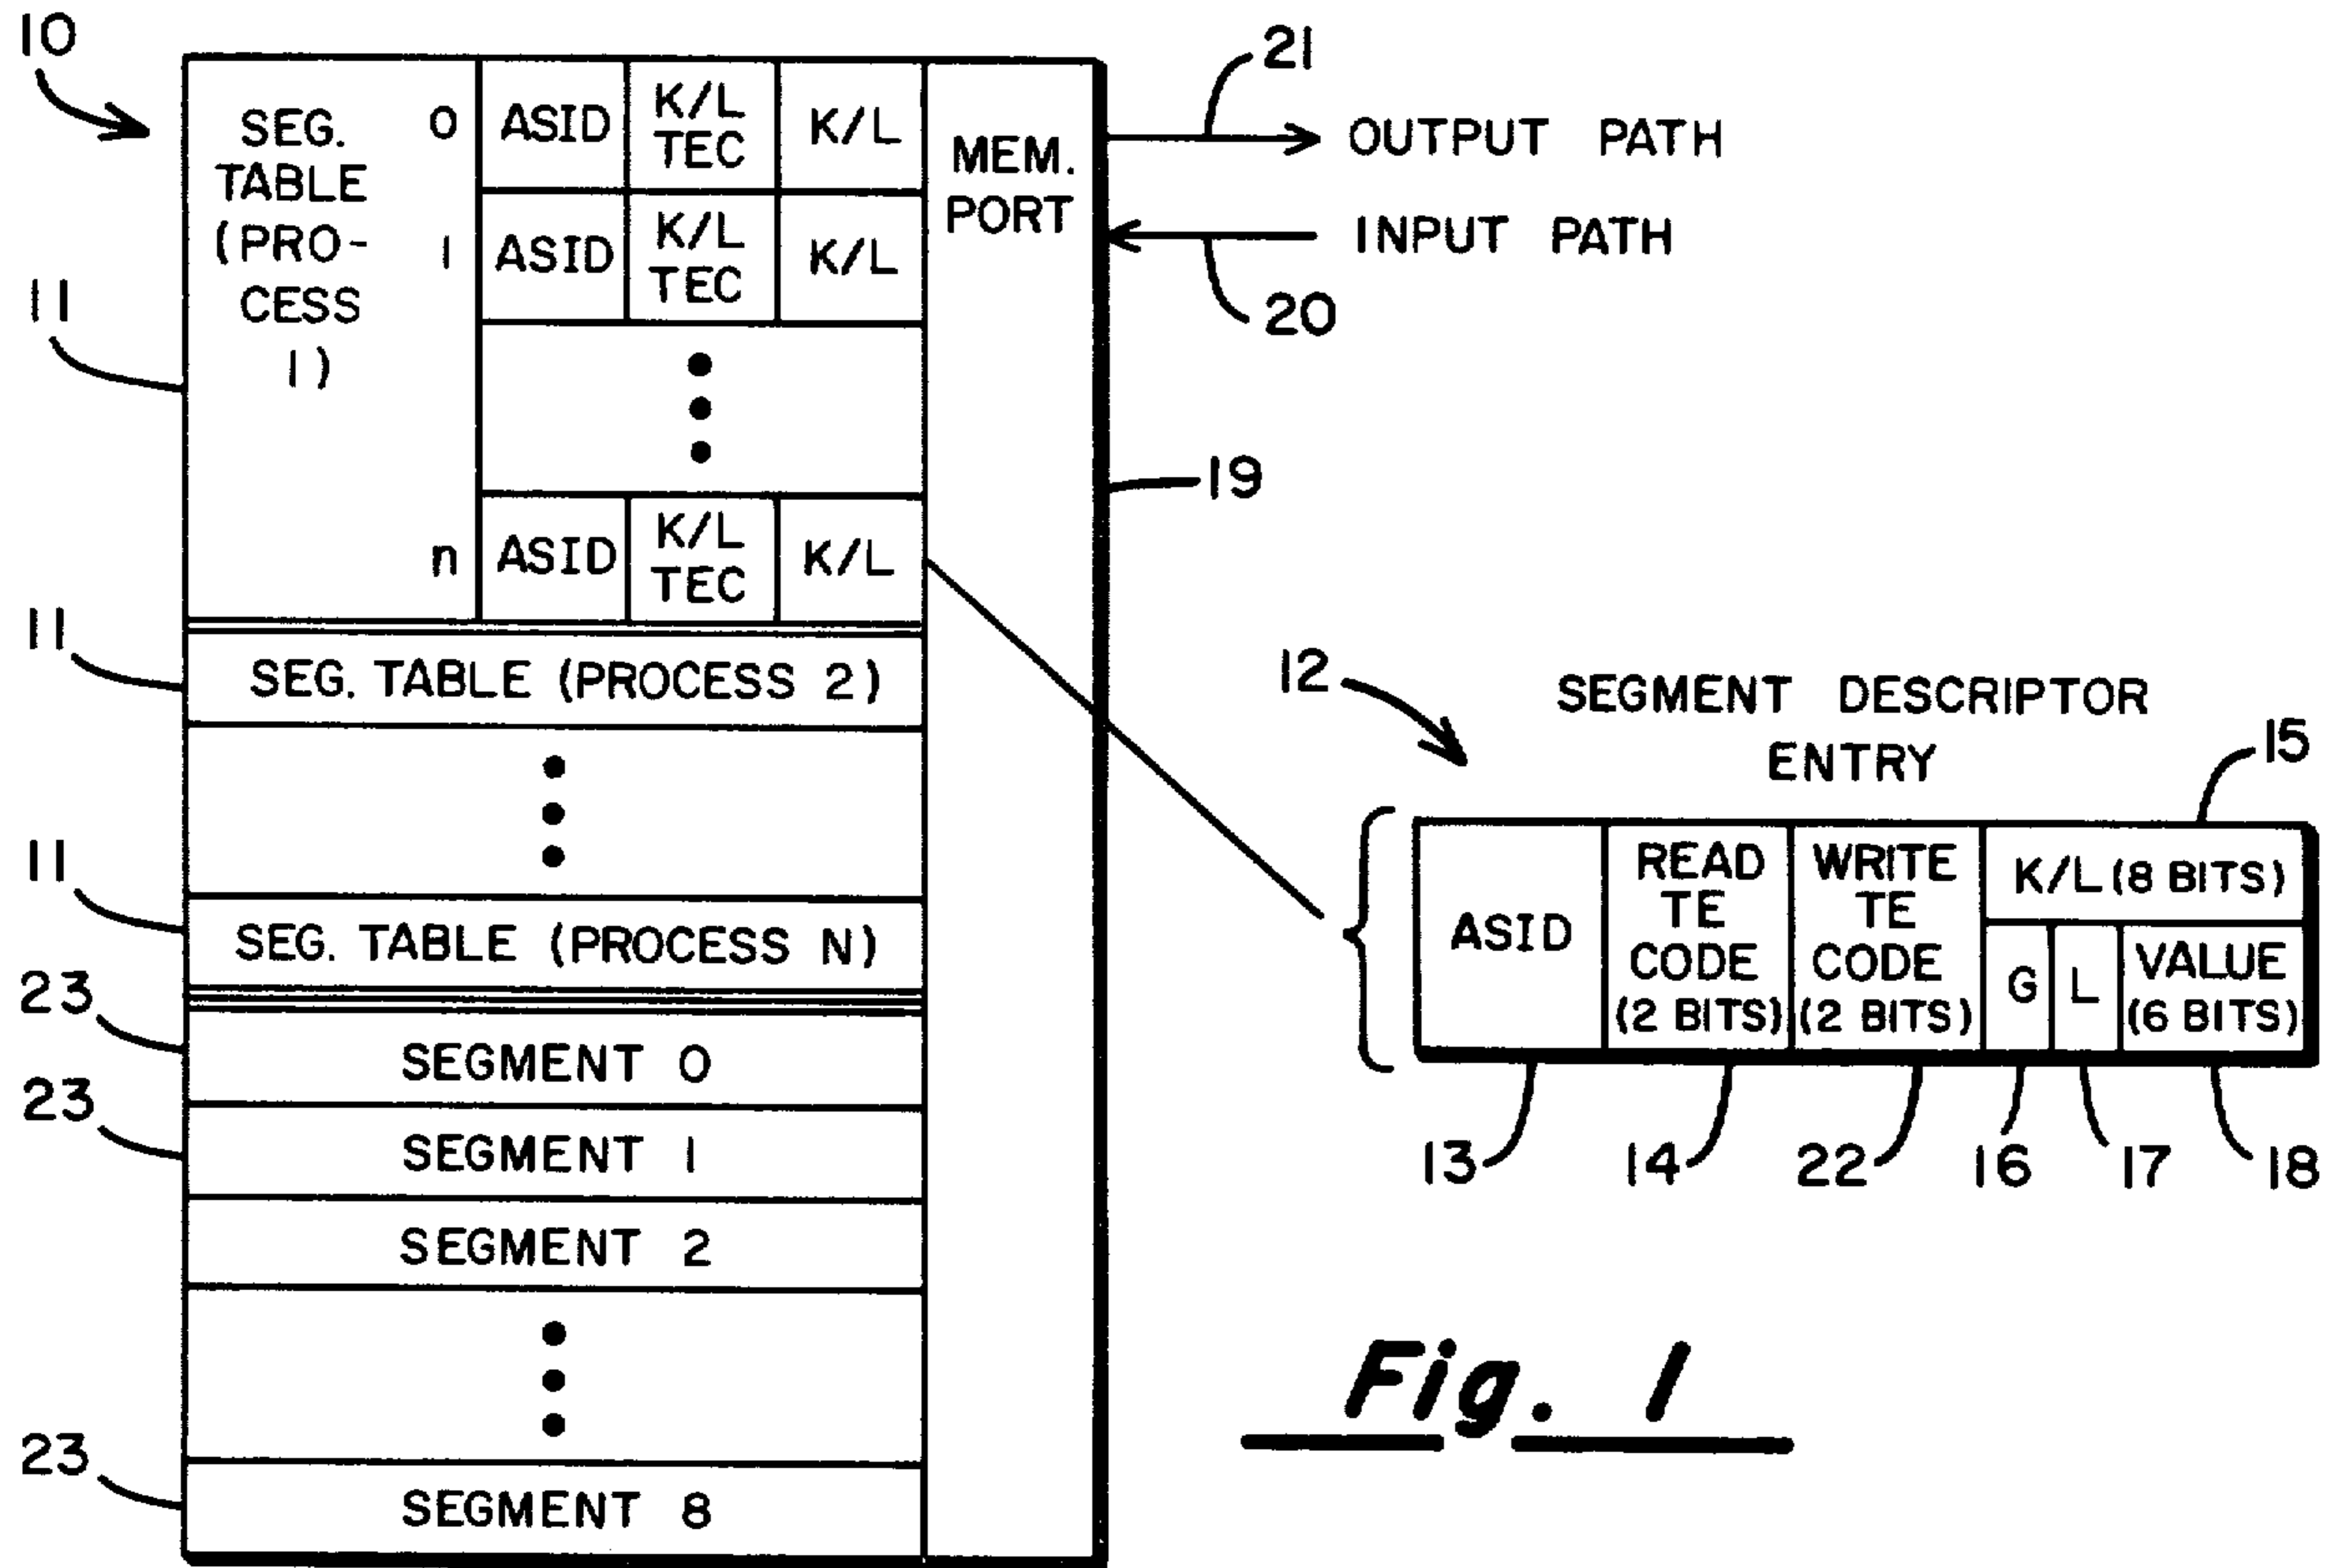 10
SEG.
TABLE
(PRO-
CESS
1)
0
ASID
K/L
TEC
K/L
1
ASID
K/L
TEC
K/L
n
ASID
K/L
TEC
K/L
MEM.
PORT
21
OUTPUT PATH
INPUT PATH
20
19
11
11
SEG. TABLE (PROCESS 2)
11
SEG. TABLE (PROCESS N)
23
SEGMENT 0
23
SEGMENT 1
SEGMENT 2
23
SEGMENT 8
12
SEGMENT DESCRIPTOR
ENTRY
15
ASID
READ
TE
CODE
(2 BITS)
WRITE
TE
CODE
(2 BITS)
K/L (8 BITS)
G
L
VALUE
(6 BITS)
13
14
22
16
17
18
Fig. 1